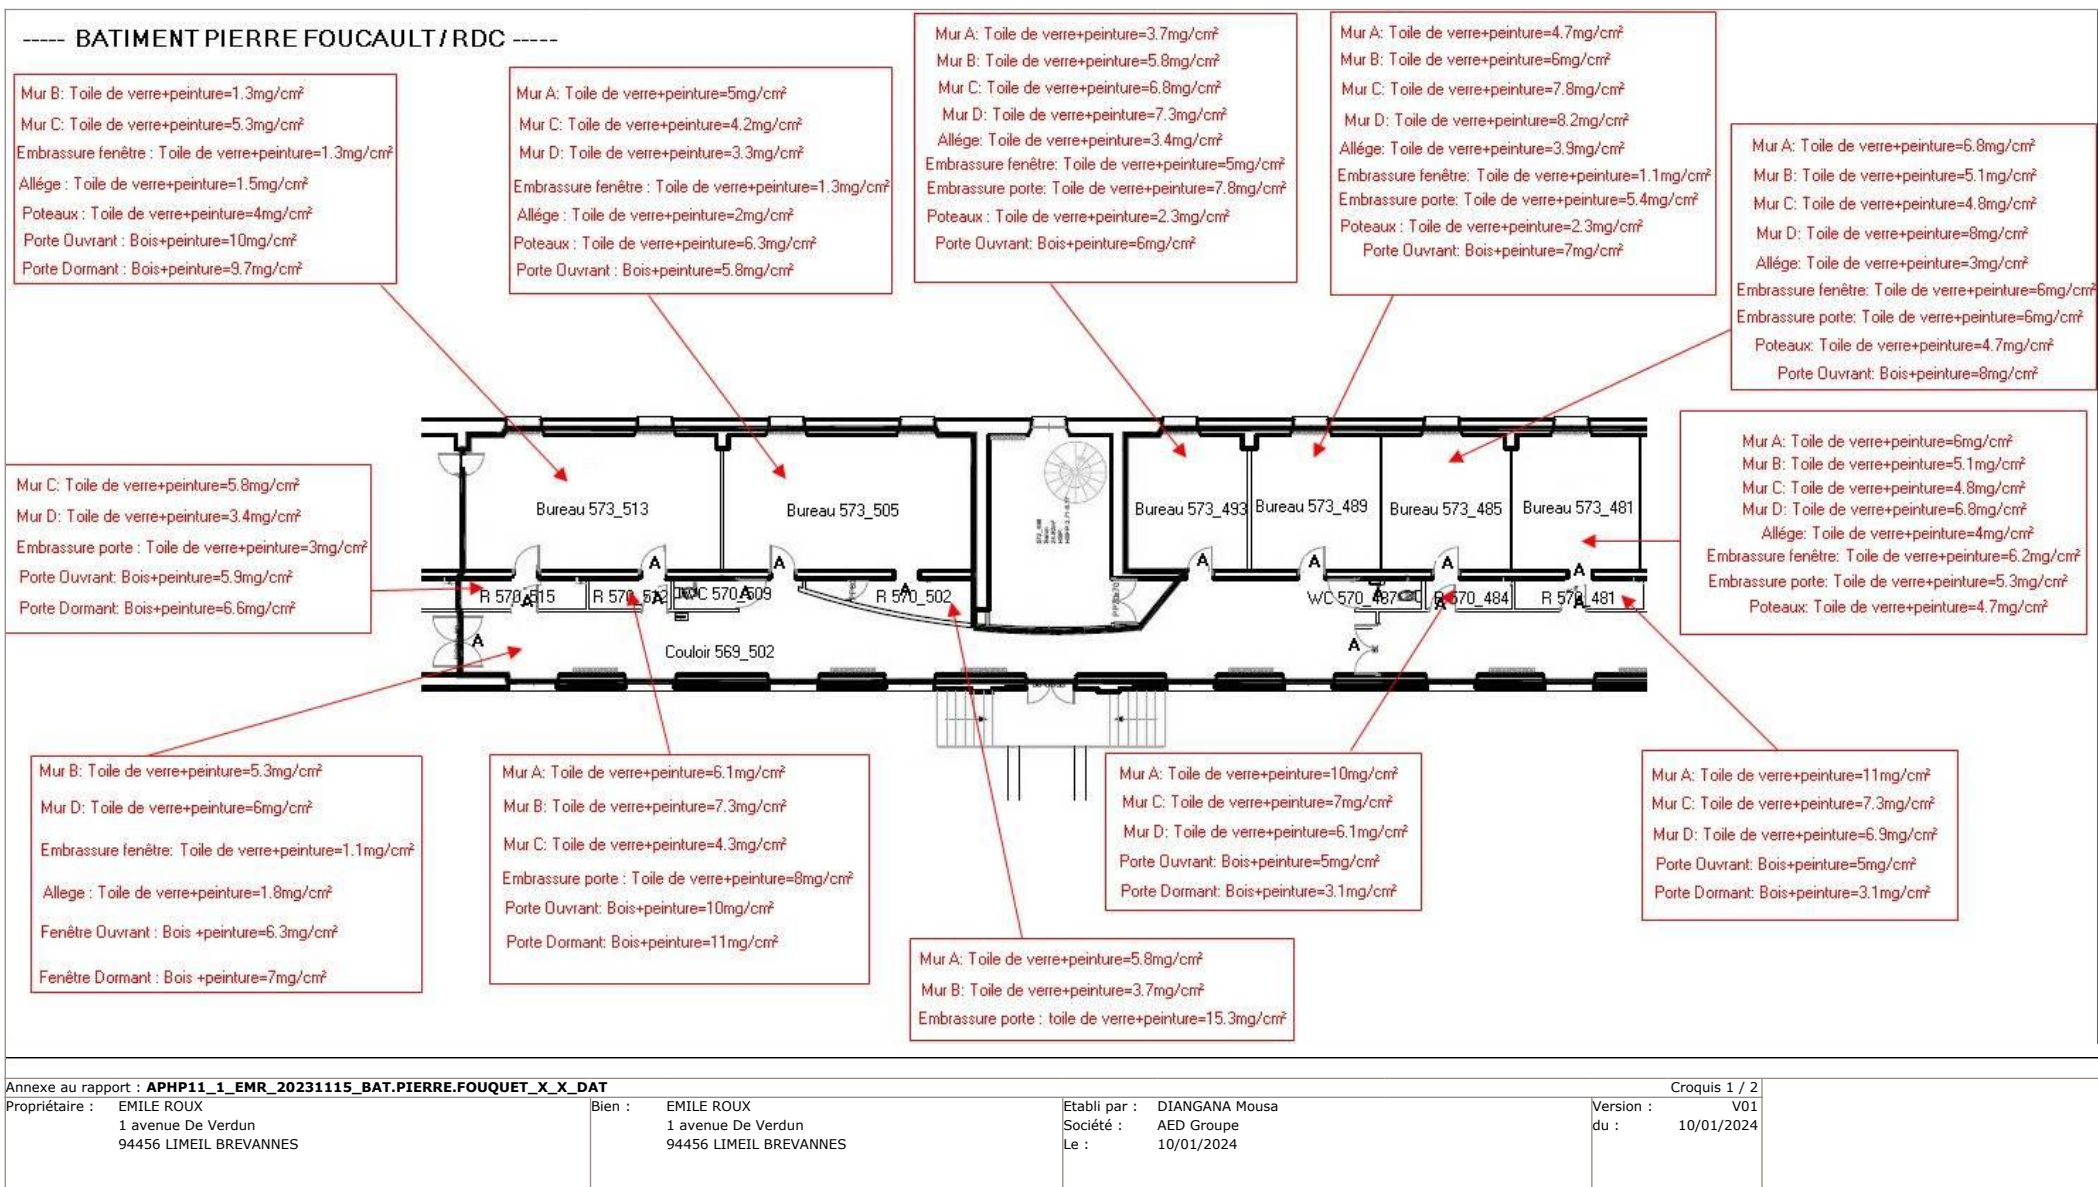 ----- BATIMENT PIERRE FOUCAULT / RDC -----
Mur B: Toile de verre+peinture=1.3mg/cm²
Mur C: Toile de verre+peinture=5.3mg/cm²
Embrassure fenêtre : Toile de verre+peinture=1.3mg/cm²
Allége : Toile de verre+peinture=1.5mg/cm²
Poteaux : Toile de verre+peinture=4mg/cm²
Porte Ouvrant : Bois+peinture=10mg/cm²
Porte Dormant : Bois+peinture=9.7mg/cm²
Mur A: Toile de verre+peinture=5mg/cm²
Mur C: Toile de verre+peinture=4.2mg/cm²
Mur D: Toile de verre+peinture=3.3mg/cm²
Embrassure fenêtre : Toile de verre+peinture=1.3mg/cm²
Allége : Toile de verre+peinture=2mg/cm²
Poteaux : Toile de verre+peinture=6.3mg/cm²
Porte Ouvrant : Bois+peinture=5.8mg/cm²
Mur A: Toile de verre+peinture=3.7mg/cm²
Mur B: Toile de verre+peinture=5.8mg/cm²
Mur C: Toile de verre+peinture=6.8mg/cm²
Mur D: Toile de verre+peinture=7.3mg/cm²
Allége: Toile de verre+peinture=3.4mg/cm²
Embrassure fenêtre: Toile de verre+peinture=5mg/cm²
Embrassure porte: Toile de verre+peinture=7.8mg/cm²
Poteaux : Toile de verre+peinture=2.3mg/cm²
Porte Ouvrant: Bois+peinture=6mg/cm²
Mur A: Toile de verre+peinture=4.7mg/cm²
Mur B: Toile de verre+peinture=6mg/cm²
Mur C: Toile de verre+peinture=7.8mg/cm²
Mur D: Toile de verre+peinture=8.2mg/cm²
Allége: Toile de verre+peinture=3.9mg/cm²
Embrassure fenêtre: Toile de verre+peinture=1.1mg/cm²
Embrassure porte: Toile de verre+peinture=5.4mg/cm²
Poteaux : Toile de verre+peinture=2.3mg/cm²
Porte Ouvrant: Bois+peinture=7mg/cm²
Mur A: Toile de verre+peinture=6.8mg/cm²
Mur B: Toile de verre+peinture=5.1mg/cm²
Mur C: Toile de verre+peinture=4.8mg/cm²
Mur D: Toile de verre+peinture=8mg/cm²
Allége: Toile de verre+peinture=3mg/cm²
Embrassure fenêtre: Toile de verre+peinture=6mg/cm²
Embrassure porte: Toile de verre+peinture=6mg/cm²
Poteaux: Toile de verre+peinture=4.7mg/cm²
Porte Ouvrant: Bois+peinture=8mg/cm²
Mur A: Toile de verre+peinture=6mg/cm²
Mur B: Toile de verre+peinture=5.1mg/cm²
Mur C: Toile de verre+peinture=4.8mg/cm²
Mur D: Toile de verre+peinture=6.8mg/cm²
Allége: Toile de verre+peinture=4mg/cm²
Embrassure fenêtre: Toile de verre+peinture=6.2mg/cm²
Embrassure porte: Toile de verre+peinture=5.3mg/cm²
Poteaux: Toile de verre+peinture=4.7mg/cm²
Mur C: Toile de verre+peinture=5.8mg/cm²
Mur D: Toile de verre+peinture=3.4mg/cm²
Embrassure porte : Toile de verre+peinture=3mg/cm²
Porte Ouvrant: Bois+peinture=5.9mg/cm²
Porte Dormant: Bois+peinture=6.6mg/cm²
Bureau 573_513
Bureau 573_505
Bureau 573_493
Bureau 573_489
Bureau 573_485
Bureau 573_481
A A A A A A
R 570_515
R 570_512
WC 570_509
R 570_502
WC 570_487
R 570_484
R 570_481
A A A A A A A
A
Couloir 569_502
A
Mur B: Toile de verre+peinture=5.3mg/cm²
Mur D: Toile de verre+peinture=6mg/cm²
Embrassure fenêtre: Toile de verre+peinture=1.1mg/cm²
Allege : Toile de verre+peinture=1.8mg/cm²
Fenêtre Ouvrant : Bois +peinture=6.3mg/cm²
Fenêtre Dormant : Bois +peinture=7mg/cm²
Mur A: Toile de verre+peinture=6.1mg/cm²
Mur B: Toile de verre+peinture=7.3mg/cm²
Mur C: Toile de verre+peinture=4.3mg/cm²
Embrassure porte : Toile de verre+peinture=8mg/cm²
Porte Ouvrant: Bois+peinture=10mg/cm²
Porte Dormant: Bois+peinture=11mg/cm²
Mur A: Toile de verre+peinture=5.8mg/cm²
Mur B: Toile de verre+peinture=3.7mg/cm²
Embrassure porte : toile de verre+peinture=15.3mg/cm²
Mur A: Toile de verre+peinture=10mg/cm²
Mur C: Toile de verre+peinture=7mg/cm²
Mur D: Toile de verre+peinture=6.1mg/cm²
Porte Ouvrant: Bois+peinture=5mg/cm²
Porte Dormant: Bois+peinture=3.1mg/cm²
Mur A: Toile de verre+peinture=11mg/cm²
Mur C: Toile de verre+peinture=7.3mg/cm²
Mur D: Toile de verre+peinture=6.9mg/cm²
Porte Ouvrant: Bois+peinture=5mg/cm²
Porte Dormant: Bois+peinture=3.1mg/cm²
Annexe au rapport : APHP11_1_EMR_20231115_BAT.PIERRE.FOUQUET_X_X_DAT
Croquis 1 / 2
Propriétaire : EMILE ROUX
1 avenue De Verdun
94456 LIMEIL BREVANNES
Bien : EMILE ROUX
1 avenue De Verdun
94456 LIMEIL BREVANNES
Etabli par : DIANGANA Mousa
Société : AED Groupe
Le : 10/01/2024
Version : V01
du : 10/01/2024